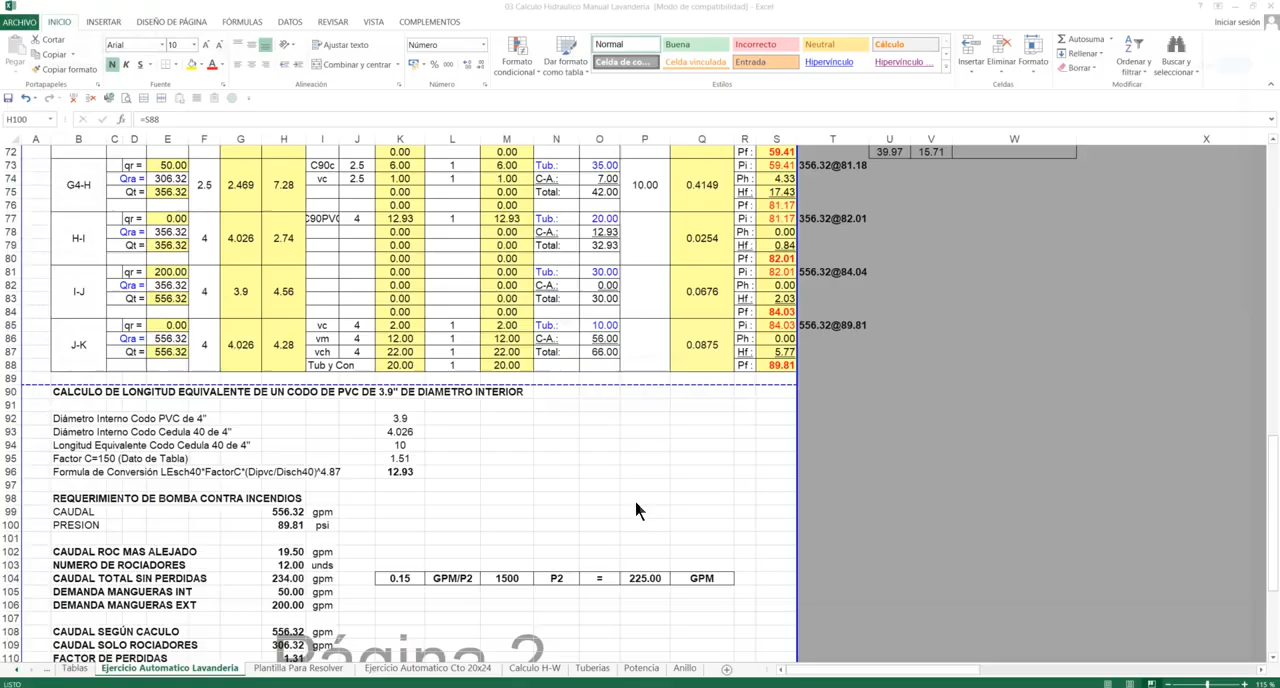 03 Calculo Hidraulico Manual Lavanderia [Modo de compatibilidad] - Excel
ARCHIVO INICIO INSERTAR DISEÑO DE PÁGINA FÓRMULAS DATOS REVISAR VISTA COMPLEMENTOS Iniciar sesión
Cortar Arial 10 Ajustar texto Número Normal Buena Incorrecto Neutral Cálculo Autosuma
Copiar Celda de co... Celda vinculada Entrada Hipervínculo Hipervínculo ... Rellenar
Pegar Copiar formato N K S Combinar y centrar % 000 Formato condicional Dar formato como tabla Insertar Eliminar Formato Borrar Ordenar y filtrar Buscar y seleccionar
Portapapeles Fuente Alineación Número Estilos Celdas Modificar
H100 fx =S88
A B C D E F G H I J K L M N O P Q R S T U V W X
72 0.00 0.00 Pf : 59.41 39.97 15.71
73 qr = 50.00 C90c 2.5 6.00 1 6.00 Tub.: 35.00 Pi : 59.41 356.32@81.18
74 G4-H Qra = 306.32 2.5 2.469 7.28 vc 2.5 1.00 1 1.00 C-A.: 7.00 10.00 0.4149 Ph : 4.33
75 Qt = 356.32 0.00 0.00 Total: 42.00 Hf : 17.43
76 0.00 0.00 Pf : 81.17
77 qr = 0.00 C90PVC 4 12.93 1 12.93 Tub.: 20.00 Pi : 81.17 356.32@82.01
78 H-I Qra = 356.32 4 4.026 2.74 0.00 0.00 C-A.: 12.93 0.0254 Ph : 0.00
79 Qt = 356.32 0.00 0.00 Total: 32.93 Hf : 0.84
80 0.00 0.00 Pf : 82.01
81 qr = 200.00 0.00 0.00 Tub.: 30.00 Pi : 82.01 556.32@84.04
82 I-J Qra = 356.32 4 3.9 4.56 0.00 0.00 C-A.: 0.00 0.0676 Ph : 0.00
83 Qt = 556.32 0.00 0.00 Total: 30.00 Hf : 2.03
84 0.00 0.00 Pf : 84.03
85 qr = 0.00 vc 4 2.00 1 2.00 Tub.: 10.00 Pi : 84.03 556.32@89.81
86 J-K Qra = 556.32 4 4.026 4.28 vm 4 12.00 1 12.00 C-A.: 56.00 0.0875 Ph : 0.00
87 Qt = 556.32 vch 4 22.00 1 22.00 Total: 66.00 Hf : 5.77
88 Tub y Con 20.00 1 20.00 Pf : 89.81
89
90 CALCULO DE LONGITUD EQUIVALENTE DE UN CODO DE PVC DE 3.9" DE DIAMETRO INTERIOR
91
92 Diámetro Interno Codo PVC de 4" 3.9
93 Diámetro Interno Codo Cedula 40 de 4" 4.026
94 Longitud Equivalente Codo Cedula 40 de 4" 10
95 Factor C=150 (Dato de Tabla) 1.51
96 Formula de Conversión LEsch40*FactorC*(Dipvc/Disch40)^4.87 12.93
97
98 REQUERIMIENTO DE BOMBA CONTRA INCENDIOS
99 CAUDAL 556.32 gpm
100 PRESION 89.81 psi
101
102 CAUDAL ROC MAS ALEJADO 19.50 gpm
103 NUMERO DE ROCIADORES 12.00 unds
104 CAUDAL TOTAL SIN PERDIDAS 234.00 gpm 0.15 GPM/P2 1500 P2 = 225.00 GPM
105 DEMANDA MANGUERAS INT 50.00 gpm
106 DEMANDA MANGUERAS EXT 200.00 gpm
107
108 CAUDAL SEGÚN CACULO 556.32 gpm
109 CAUDAL SOLO ROCIADORES 306.32 gpm
110 FACTOR DE PERDIDAS 1.31
Página 2
... Tablas Ejercicio Automatico Lavanderia Plantilla Para Resolver Ejercicio Automatico Cto 20x24 Calculo H-W Tuberias Potencia Anillo
LISTO 115 %